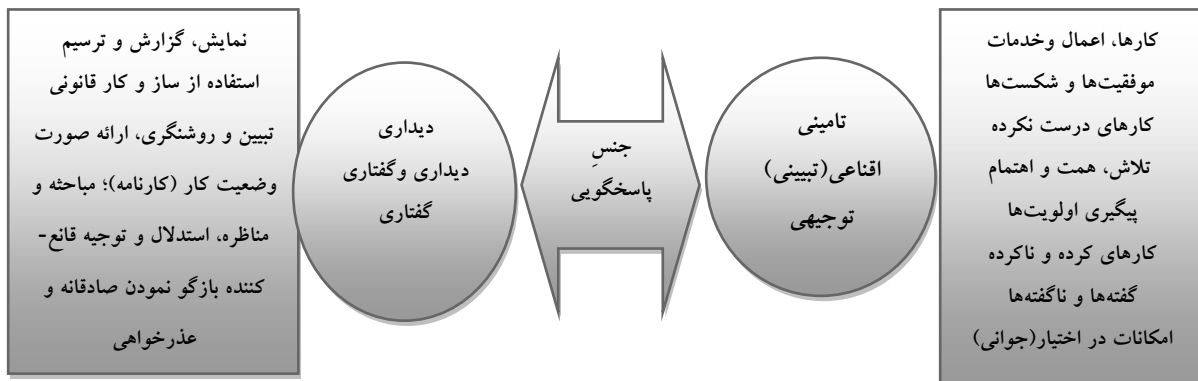 کارها، اعمال وخدمات
موفقیت‌ها و شکست‌ها
کارهای درست نکرده
تلاش، همت و اهتمام
پیگیری اولویت‌ها
کارهای کرده و ناکرده
گفته‌ها و ناگفته‌ها
امکانات در اختیار(جوانی)
تامینی
اقناعی(تبیینی)
توجیهی
جنسِ
پاسخگویی
دیداری
دیداری وگفتاری
گفتاری
نمایش، گزارش و ترسیم
استفاده از ساز و کار قانونی
تبیین و روشنگری، ارائه صورت
وضعیت کار (کارنامه)؛ مباحثه و
مناظره، استدلال و توجیه قانع-
کننده بازگو نمودن صادقانه و
عذرخواهی